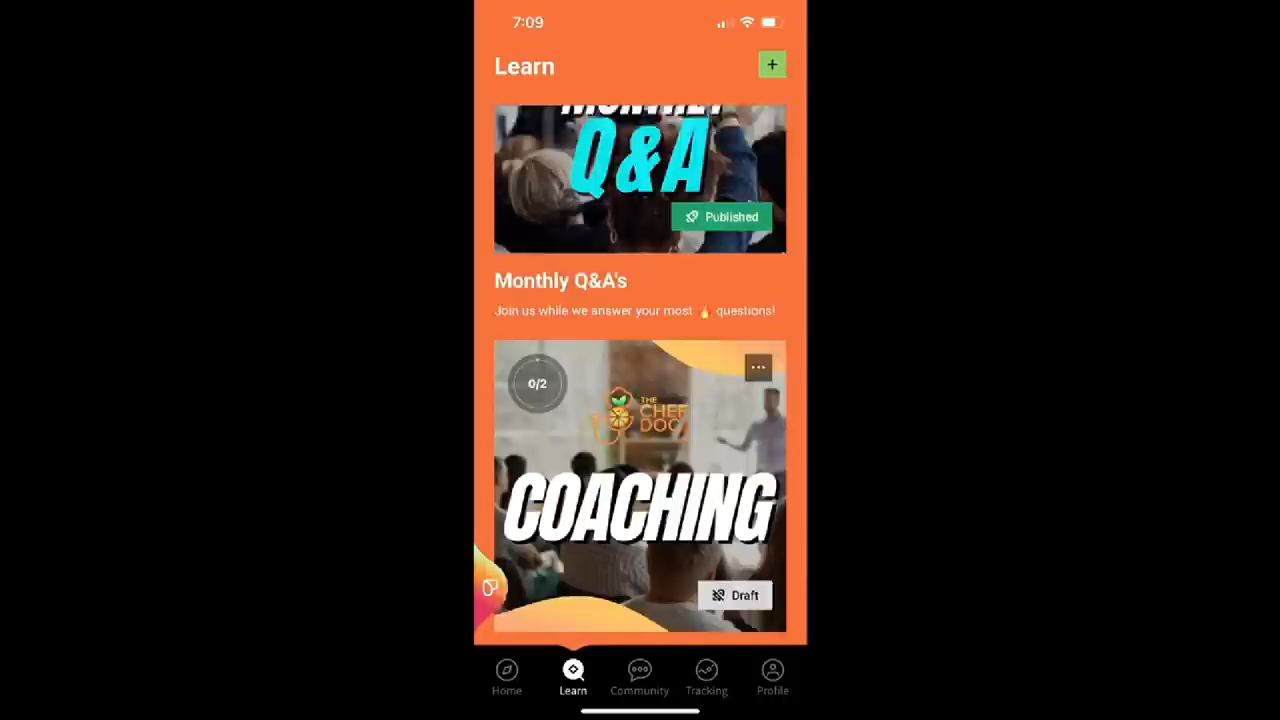 7:09
Learn
+
MONTHLY
Q&A
Published
Monthly Q&A's
Join us while we answer your most 🔥 questions!
0/2
THE
CHEF
DOC
COACHING
Draft
Home
Learn
Community
Tracking
Profile